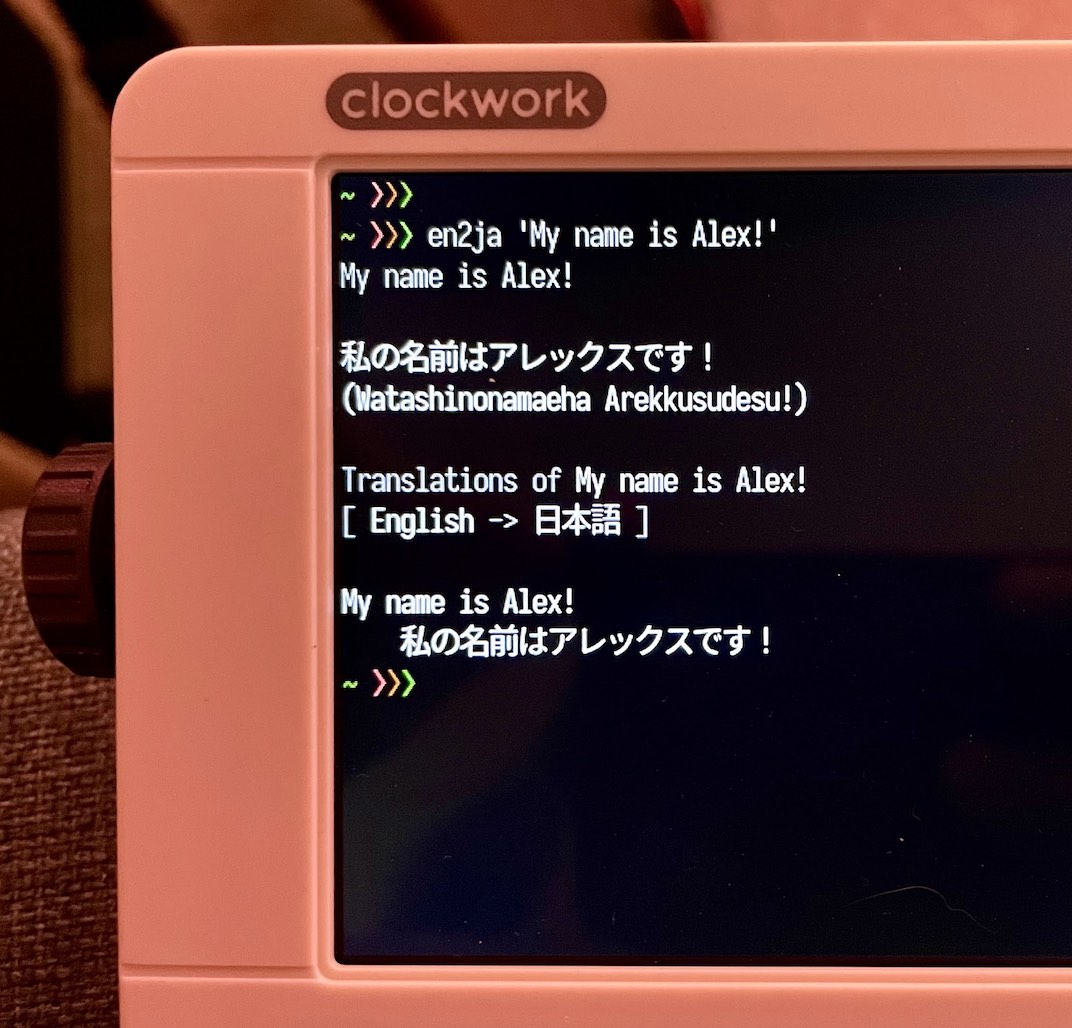 clockwork
~ ❯❯❯
~ ❯❯❯ en2ja 'My name is Alex!'
My name is Alex!
私の名前はアレックスです！
(Watashinonamaeha Arekkusudesu!)
Translations of My name is Alex!
[ English -> 日本語 ]
My name is Alex!
私の名前はアレックスです！
~ ❯❯❯